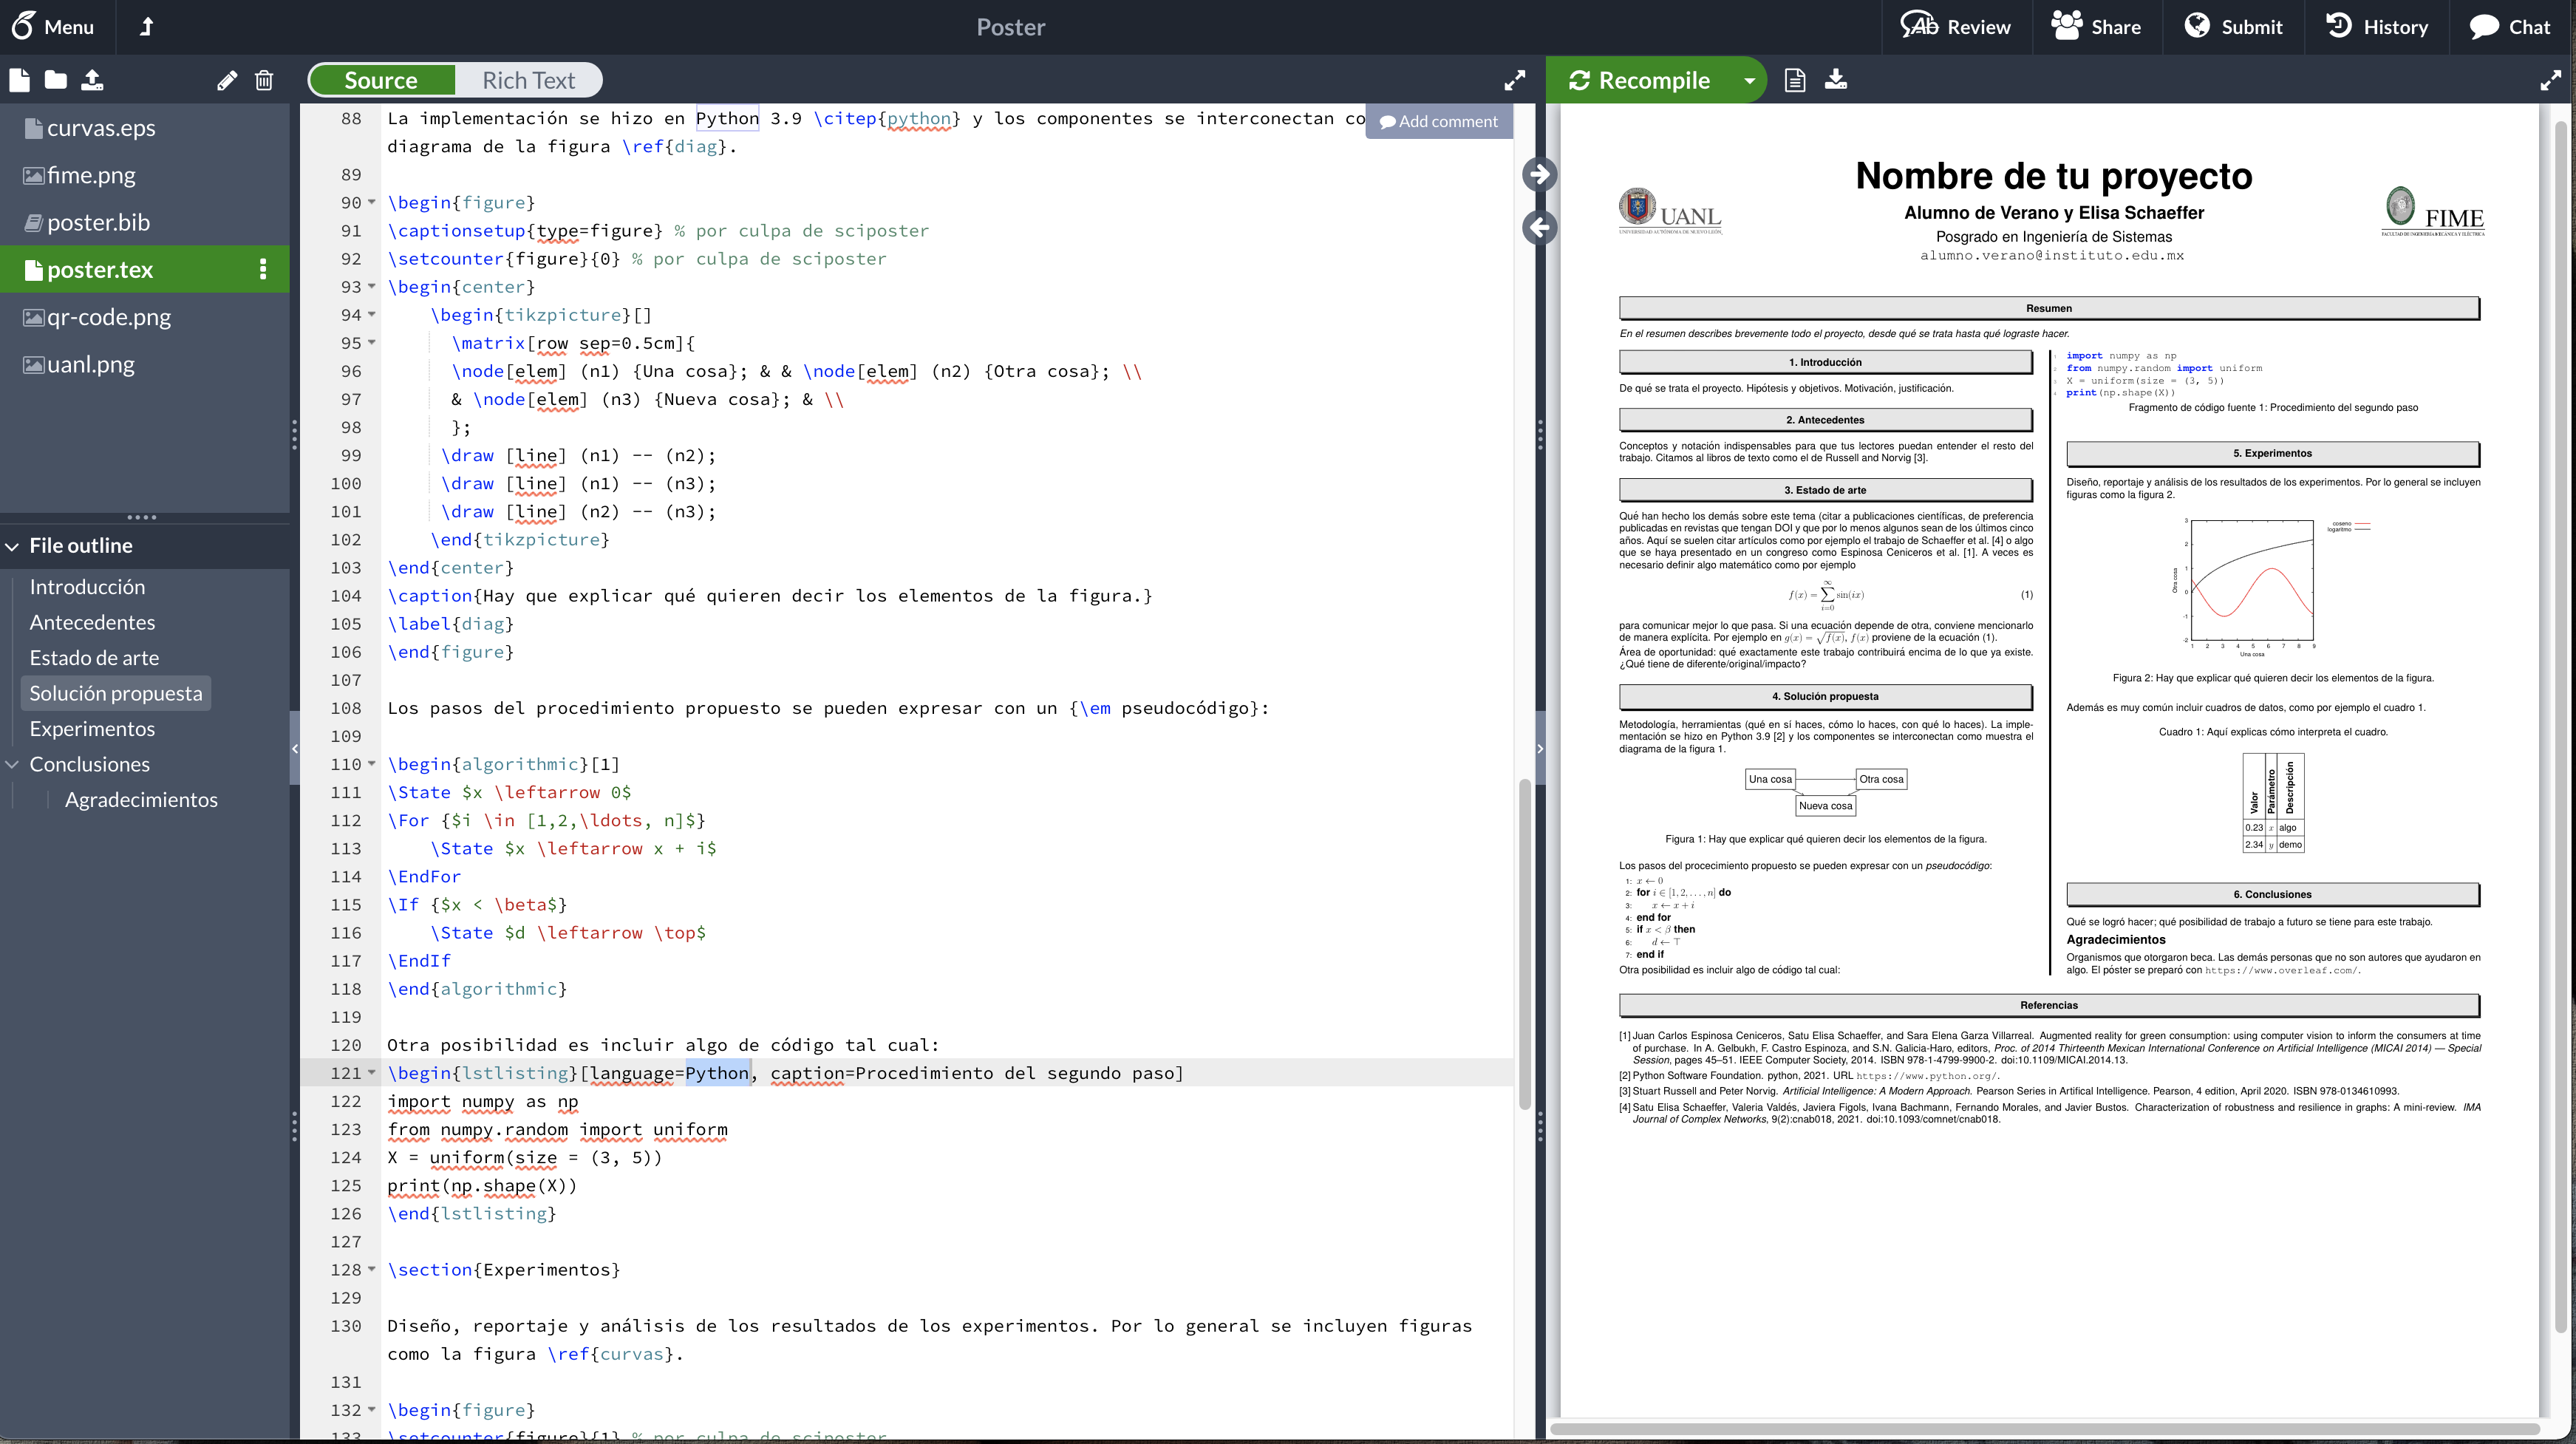 Menu
Poster
Review
Share
Submit
History
Chat
Source
Rich Text
Recompile
curvas.eps
fime.png
poster.bib
poster.tex
qr-code.png
uanl.png
File outline
Introducción
Antecedentes
Estado de arte
Solución propuesta
Experimentos
Conclusiones
Agradecimientos
Add comment
88 La implementación se hizo en Python 3.9 \citep{python} y los componentes se interconectan co
diagrama de la figura \ref{diag}.
89
90 \begin{figure}
91 \captionsetup{type=figure} % por culpa de sciposter
92 \setcounter{figure}{0} % por culpa de sciposter
93 \begin{center}
94 \begin{tikzpicture}[]
95 \matrix[row sep=0.5cm]{
96 \node[elem] (n1) {Una cosa}; & & \node[elem] (n2) {Otra cosa}; \\
97 & \node[elem] (n3) {Nueva cosa}; & \\
98 };
99 \draw [line] (n1) -- (n2);
100 \draw [line] (n1) -- (n3);
101 \draw [line] (n2) -- (n3);
102 \end{tikzpicture}
103 \end{center}
104 \caption{Hay que explicar qué quieren decir los elementos de la figura.}
105 \label{diag}
106 \end{figure}
107
108 Los pasos del procedimiento propuesto se pueden expresar con un {\em pseudocódigo}:
109
110 \begin{algorithmic}[1]
111 \State $x \leftarrow 0$
112 \For {$i \in [1,2,\ldots, n]$}
113 \State $x \leftarrow x + i$
114 \EndFor
115 \If {$x < \beta$}
116 \State $d \leftarrow \top$
117 \EndIf
118 \end{algorithmic}
119
120 Otra posibilidad es incluir algo de código tal cual:
121 \begin{lstlisting}[language=Python, caption=Procedimiento del segundo paso]
122 import numpy as np
123 from numpy.random import uniform
124 X = uniform(size = (3, 5))
125 print(np.shape(X))
126 \end{lstlisting}
127
128 \section{Experimentos}
129
130 Diseño, reportaje y análisis de los resultados de los experimentos. Por lo general se incluyen figuras
como la figura \ref{curvas}.
131
132 \begin{figure}
133 \setcounter{figure}{1} % por culpa de sciposter
Nombre de tu proyecto
Alumno de Verano y Elisa Schaeffer
Posgrado en Ingeniería de Sistemas
alumno.verano@instituto.edu.mx
UANL
UNIVERSIDAD AUTÓNOMA DE NUEVO LEÓN
FIME
FACULTAD DE INGENIERÍA MECÁNICA Y ELÉCTRICA
Resumen
En el resumen describes brevemente todo el proyecto, desde qué se trata hasta qué lograste hacer.
1. Introducción
De qué se trata el proyecto. Hipótesis y objetivos. Motivación, justificación.
2. Antecedentes
Conceptos y notación indispensables para que tus lectores puedan entender el resto del
trabajo. Citamos al libros de texto como el de Russell and Norvig [3].
3. Estado de arte
Qué han hecho los demás sobre este tema (citar a publicaciones científicas, de preferencia
publicadas en revistas que tengan DOI y que por lo menos algunos sean de los últimos cinco
años. Aquí se suelen citar artículos como por ejemplo el trabajo de Schaeffer et al. [4] o algo
que se haya presentado en un congreso como Espinosa Ceniceros et al. [1]. A veces es
necesario definir algo matemático como por ejemplo
f(x) = ∑ sin(ix) i=0 ∞ (1)
para comunicar mejor lo que pasa. Si una ecuación depende de otra, conviene mencionarlo
de manera explícita. Por ejemplo en g(x) = √f(x), f(x) proviene de la ecuación (1).
Área de oportunidad: qué exactamente este trabajo contribuirá encima de lo que ya existe.
¿Qué tiene de diferente/original/impacto?
4. Solución propuesta
Metodología, herramientas (qué en sí haces, cómo lo haces, con qué lo haces). La imple-
mentación se hizo en Python 3.9 [2] y los componentes se interconectan como muestra el
diagrama de la figura 1.
Una cosa
Otra cosa
Nueva cosa
Figura 1: Hay que explicar qué quieren decir los elementos de la figura.
Los pasos del procecimiento propuesto se pueden expresar con un pseudocódigo:
1: x ← 0
2: for i ∈ [1, 2, . . . , n] do
3: x ← x + i
4: end for
5: if x < β then
6: d ← ⊤
7: end if
Otra posibilidad es incluir algo de código tal cual:
1 import numpy as np
2 from numpy.random import uniform
3 X = uniform(size = (3, 5))
4 print(np.shape(X))
Fragmento de código fuente 1: Procedimiento del segundo paso
5. Experimentos
Diseño, reportaje y análisis de los resultados de los experimentos. Por lo general se incluyen
figuras como la figura 2.
coseno
logaritmo
3
2
1
0
-1
-2
Otra cosa
1 2 3 4 5 6 7 8 9
Una cosa
Figura 2: Hay que explicar qué quieren decir los elementos de la figura.
Además es muy común incluir cuadros de datos, como por ejemplo el cuadro 1.
Cuadro 1: Aquí explicas cómo interpreta el cuadro.
Valor Parámetro Descripción
0.23 x algo
2.34 y demo
6. Conclusiones
Qué se logró hacer; qué posibilidad de trabajo a futuro se tiene para este trabajo.
Agradecimientos
Organismos que otorgaron beca. Las demás personas que no son autores que ayudaron en
algo. El póster se preparó con https://www.overleaf.com/.
Referencias
[1] Juan Carlos Espinosa Ceniceros, Satu Elisa Schaeffer, and Sara Elena Garza Villarreal. Augmented reality for green consumption: using computer vision to inform the consumers at time
of purchase. In A. Gelbukh, F. Castro Espinoza, and S.N. Galicia-Haro, editors, Proc. of 2014 Thirteenth Mexican International Conference on Artificial Intelligence (MICAI 2014) — Special
Session, pages 45–51. IEEE Computer Society, 2014. ISBN 978-1-4799-9900-2. doi:10.1109/MICAI.2014.13.
[2] Python Software Foundation. python, 2021. URL https://www.python.org/.
[3] Stuart Russell and Peter Norvig. Artificial Intelligence: A Modern Approach. Pearson Series in Artifical Intelligence. Pearson, 4 edition, April 2020. ISBN 978-0134610993.
[4] Satu Elisa Schaeffer, Valeria Valdés, Javiera Figols, Ivana Bachmann, Fernando Morales, and Javier Bustos. Characterization of robustness and resilience in graphs: A mini-review. IMA
Journal of Complex Networks, 9(2):cnab018, 2021. doi:10.1093/comnet/cnab018.